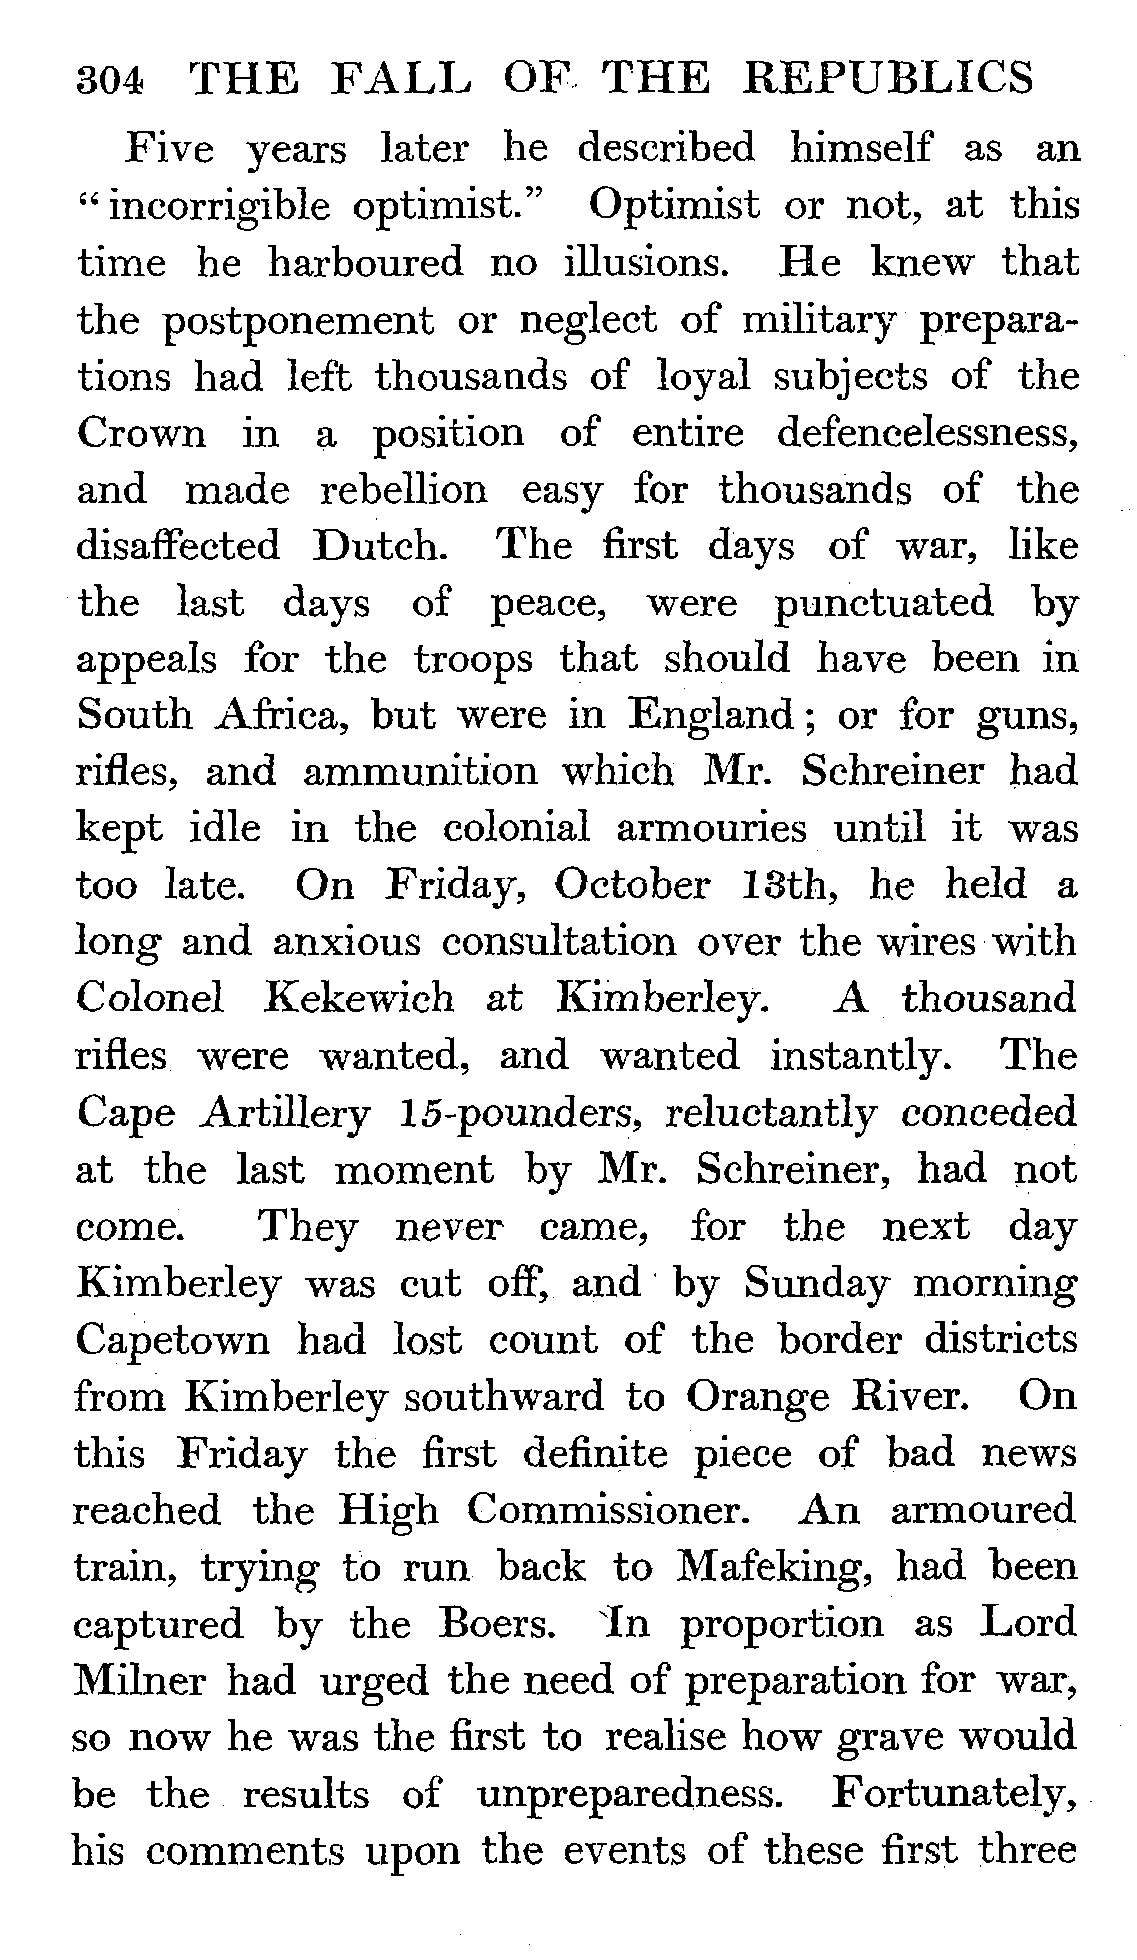 304 THE FALL OF THE REPUBLICS
Five years later he described himself as an
“incorrigible optimist.” Optimist or not, at this
time he harboured no illusions. He knew that
the postponement or neglect of military prepara-
tions had left thousands of loyal subjects of the
Crown in a position of entire defencelessness,
and made rebellion easy for thousands of the
disaffected Dutch. The first days of war, like
the last days of peace, were punctuated by
appeals for the troops that should have been in
South Africa, but were in England; or for guns,
rifles, and ammunition which Mr. Schreiner had
kept idle in the colonial armouries until it was
too late. On Friday, October 13th, he held a
long and anxious consultation over the wires with
Colonel Kekewich at Kimberley. A thousand
rifles were wanted, and wanted instantly. The
Cape Artillery 15-pounders, reluctantly conceded
at the last moment by Mr. Schreiner, had not
come. They never came, for the next day
Kimberley was cut off, and by Sunday morning
Capetown had lost count of the border districts
from Kimberley southward to Orange River. On
this Friday the first definite piece of bad news
reached the High Commissioner. An armoured
train, trying to run back to Mafeking, had been
captured by the Boers. In proportion as Lord
Milner had urged the need of preparation for war,
so now he was the first to realise how grave would
be the results of unpreparedness. Fortunately,
his comments upon the events of these first three